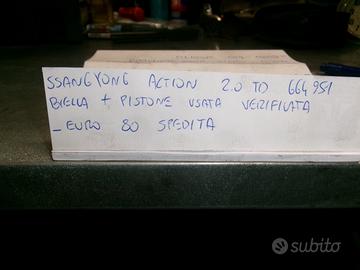 SSANGYONG ACTION 2.0 TD 664951
BIELLA + PISTONE USATA VERIFICATA
- EURO 80 SPEDITA
subito